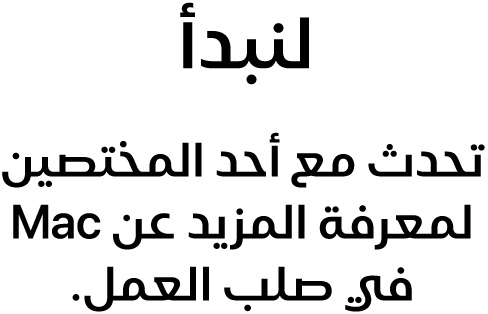 لنبدأ
تحدث مع أحد المختصين
لمعرفة المزيد عن Mac
في صلب العمل.